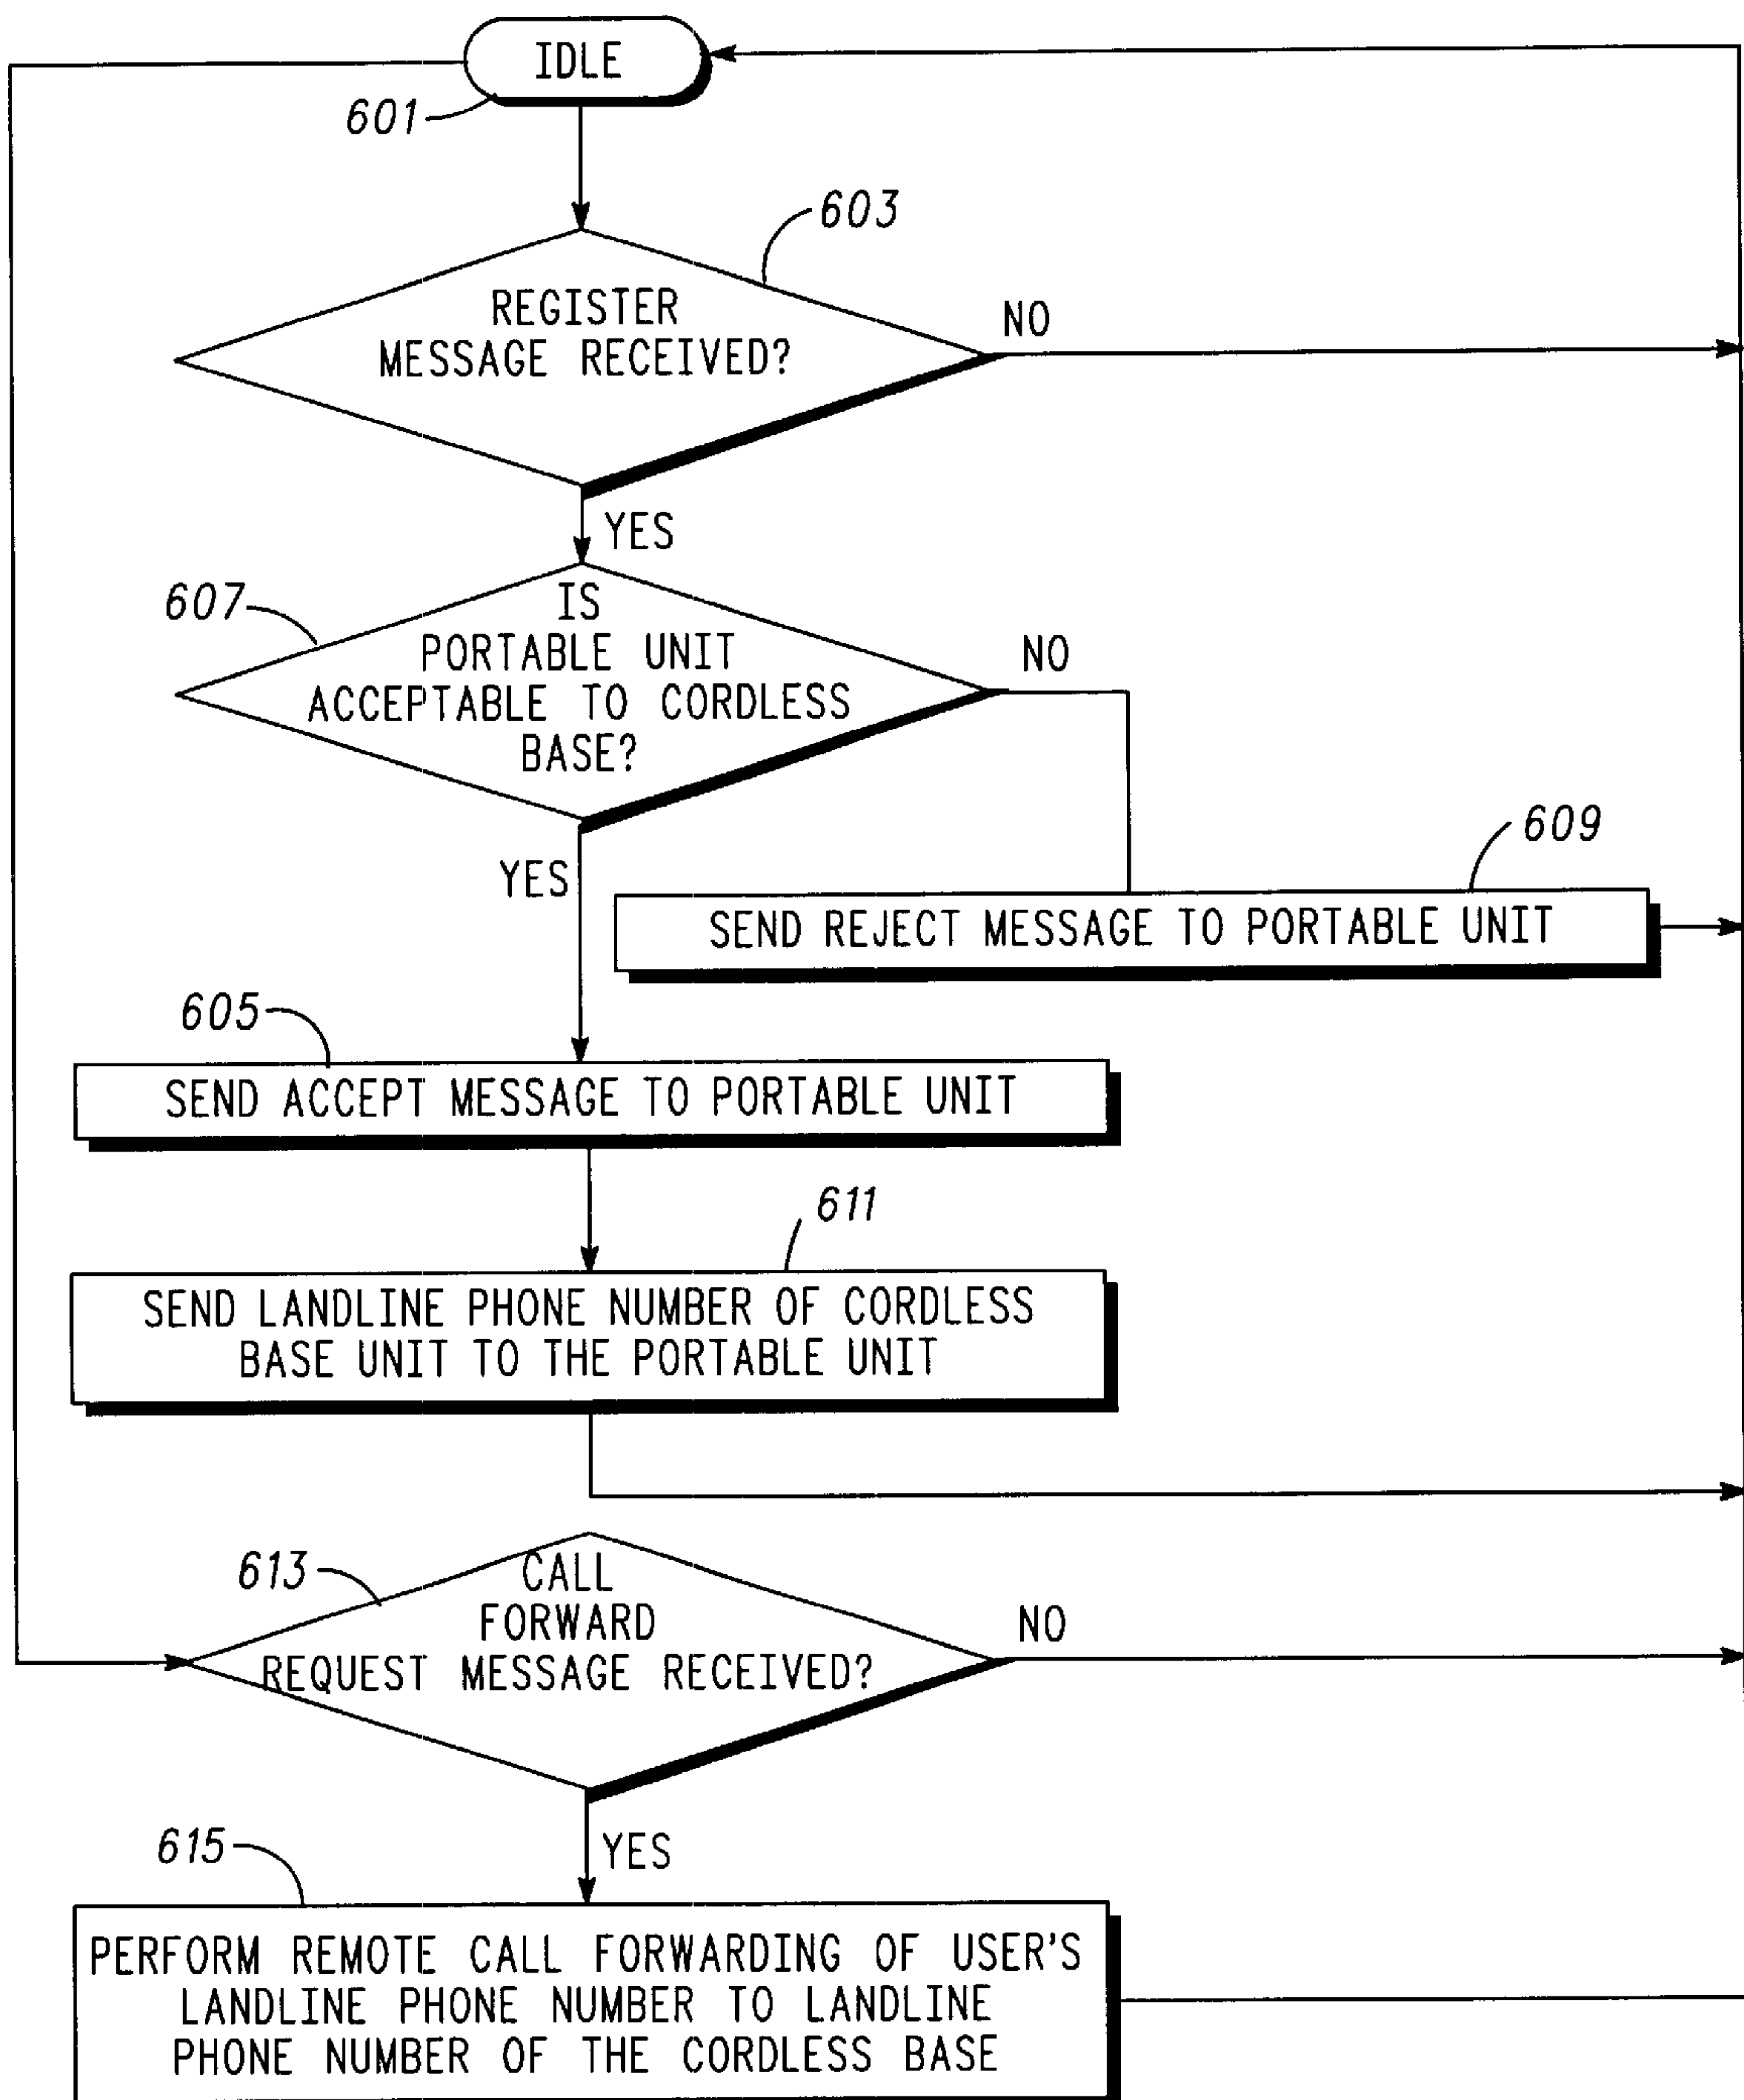 IDLE
601
603
REGISTER
MESSAGE RECEIVED?
NO
YES
607
IS
PORTABLE UNIT
ACCEPTABLE TO CORDLESS
BASE?
NO
YES
609
SEND REJECT MESSAGE TO PORTABLE UNIT
605
SEND ACCEPT MESSAGE TO PORTABLE UNIT
611
SEND LANDLINE PHONE NUMBER OF CORDLESS
BASE UNIT TO THE PORTABLE UNIT
613
CALL
FORWARD
REQUEST MESSAGE RECEIVED?
NO
YES
615
PERFORM REMOTE CALL FORWARDING OF USER'S
LANDLINE PHONE NUMBER TO LANDLINE
PHONE NUMBER OF THE CORDLESS BASE